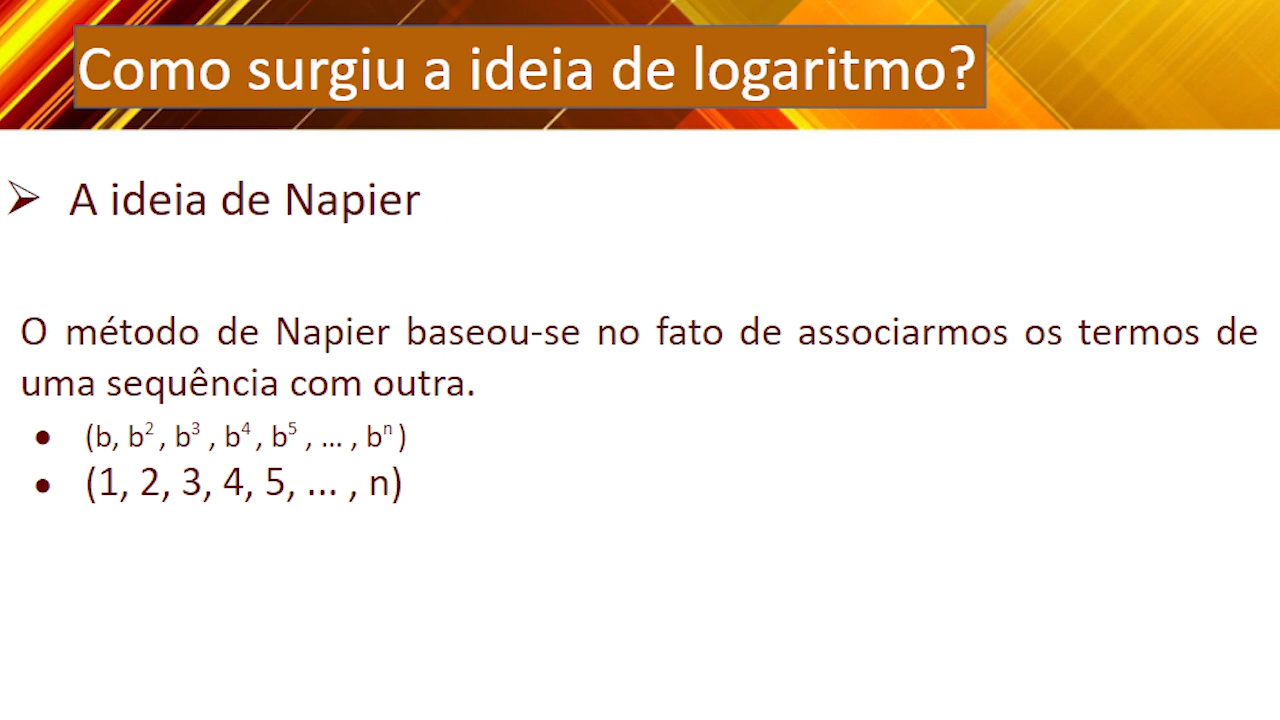 Como surgiu a ideia de logaritmo?
➢ A ideia de Napier
O método de Napier baseou-se no fato de associarmos os termos de
uma sequência com outra.
● (b, b², b³ , b⁴ , b⁵ , ... , bⁿ )
● (1, 2, 3, 4, 5, ... , n)